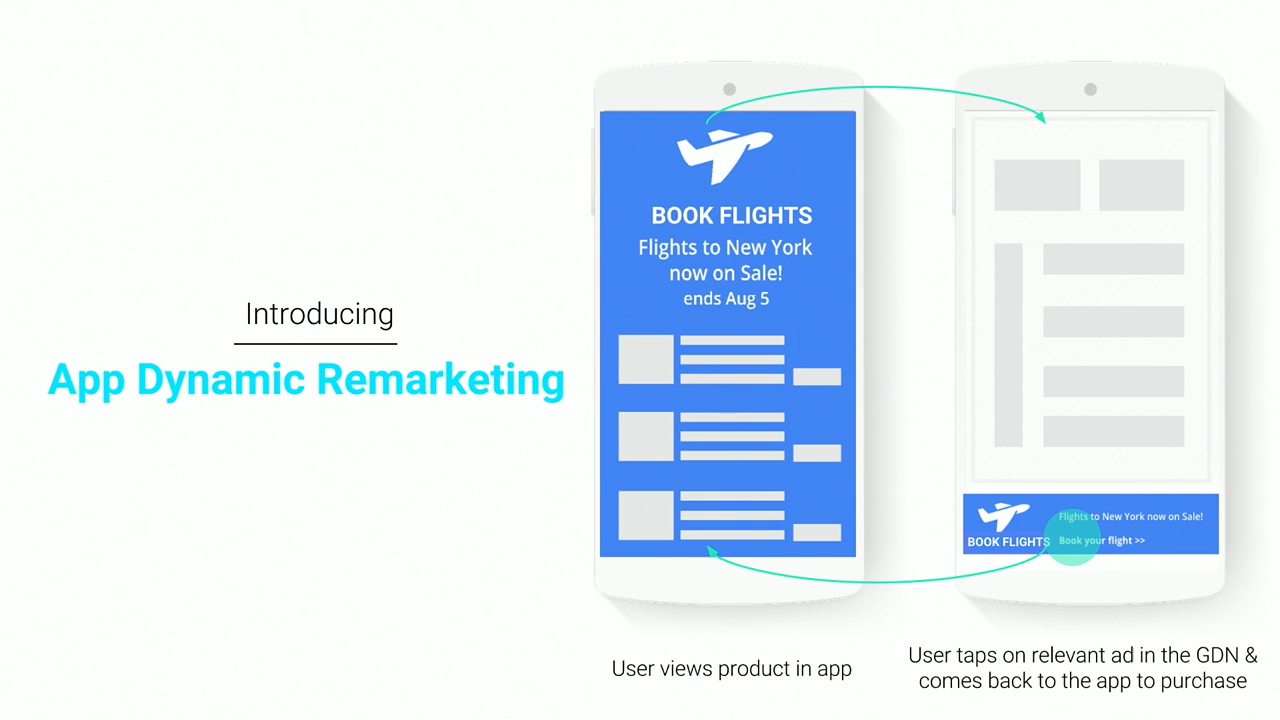 Introducing
App Dynamic Remarketing
BOOK FLIGHTS
Flights to New York
now on Sale!
ends Aug 5
User views product in app
Flights to New York now on Sale!
BOOK FLIGHTS
Book your flight >>
User taps on relevant ad in the GDN &
comes back to the app to purchase